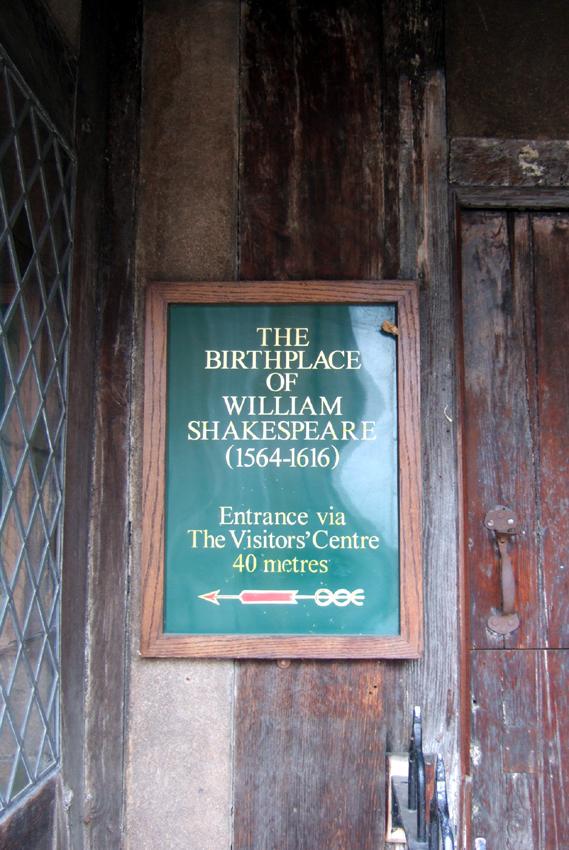 THE
BIRTHPLACE
OF
WILLIAM
SHAKESPEARE
(1564-1616)
Entrance via
The Visitors' Centre
40 metres